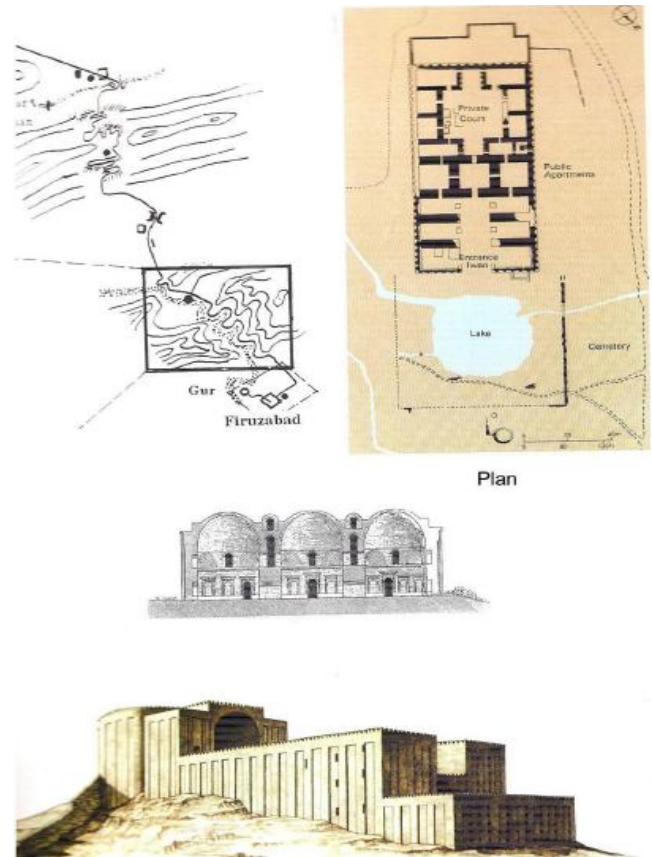 Gur
Firuzabad
Private
Court
Public
Apartments
Entrance
Iwan
Lake
Cemetery
Plan